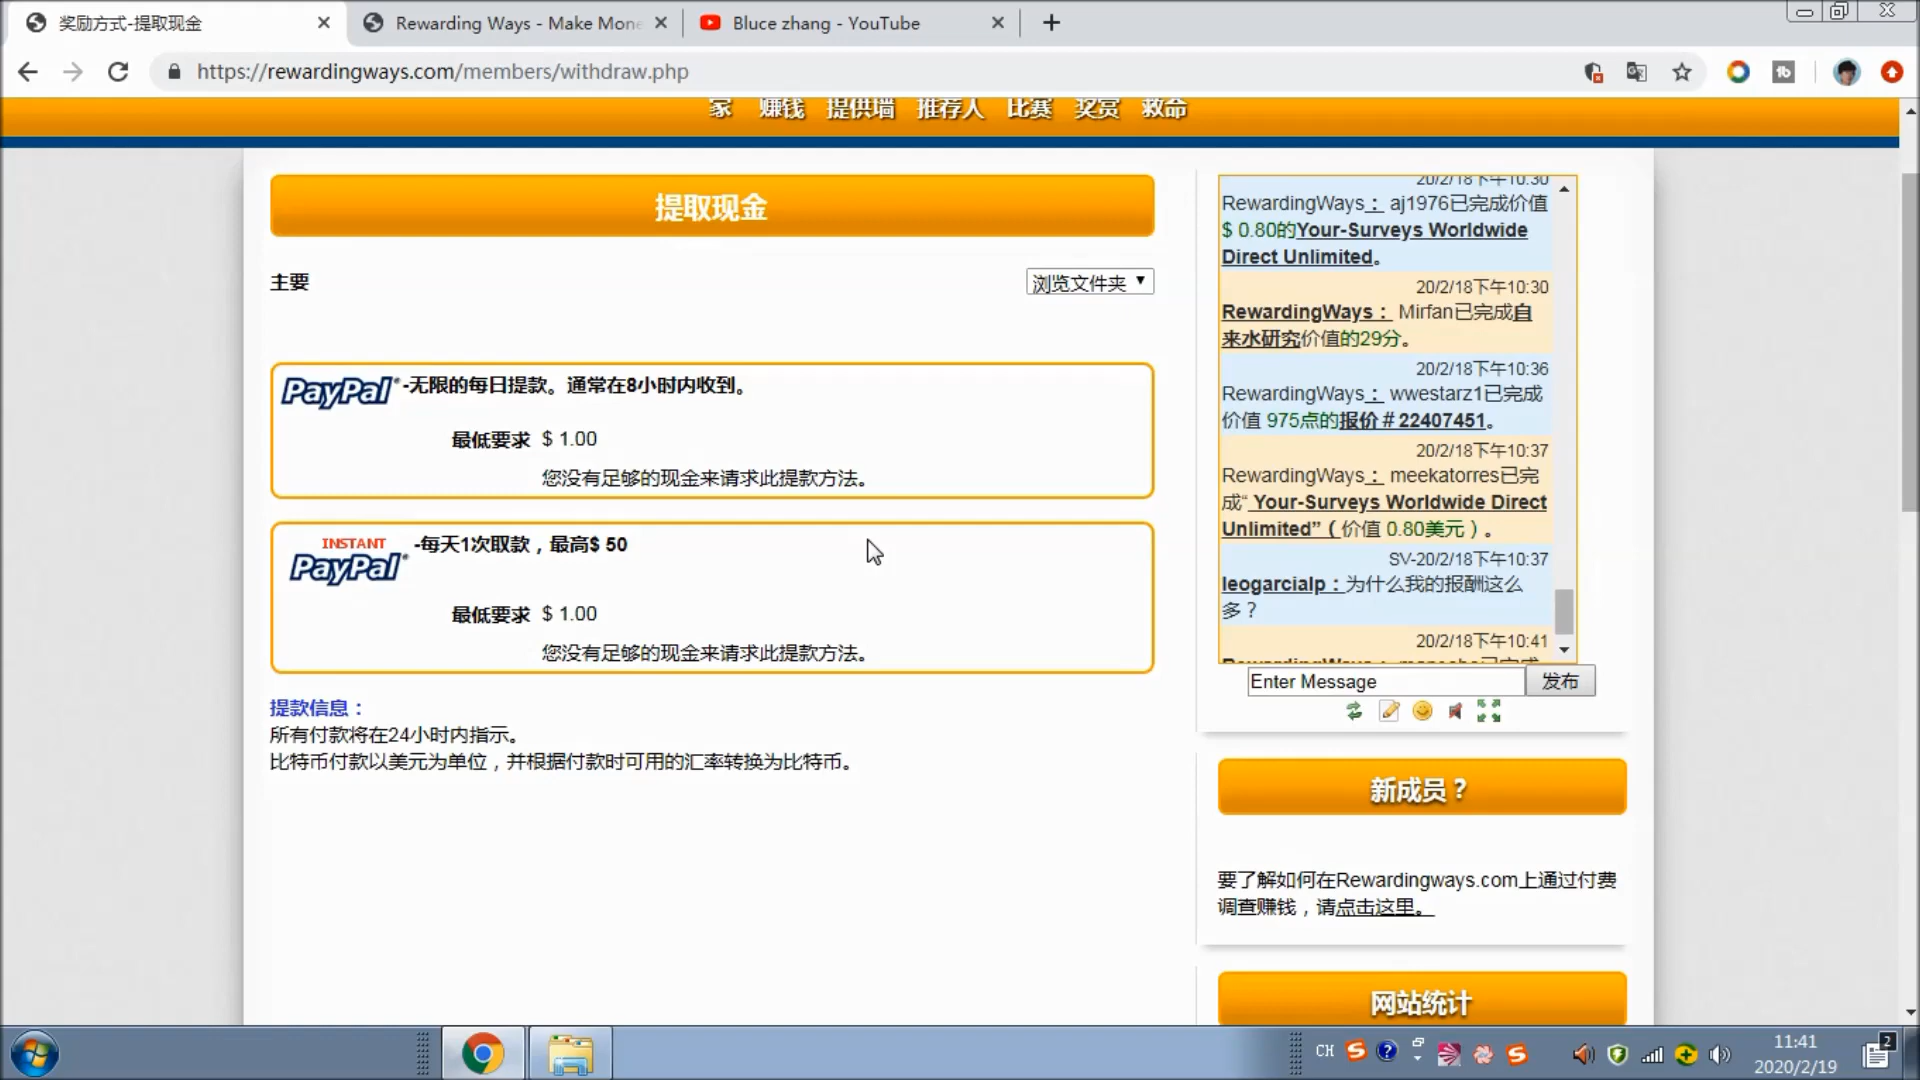 奖励方式-提取现金
Rewarding Ways - Make Mone
Bluce zhang - YouTube
https://rewardingways.com/members/withdraw.php
家 赚钱 提供墙 推荐人 比赛 奖赏 救命
提取现金
主要
浏览文件夹
PayPal -无限的每日提款。通常在8小时内收到。
最低要求 $ 1.00
您没有足够的现金来请求此提款方法。
INSTANT
PayPal -每天1次取款，最高$ 50
最低要求 $ 1.00
您没有足够的现金来请求此提款方法。
提款信息：
所有付款将在24小时内指示。
比特币付款以美元为单位，并根据付款时可用的汇率转换为比特币。
20/2/18下午10:30
RewardingWays： aj1976已完成价值
$ 0.80的Your-Surveys Worldwide
Direct Unlimited。
20/2/18下午10:30
RewardingWays： Mirfan已完成自
来水研究价值的29分。
20/2/18下午10:36
RewardingWays： wwestarz1已完成
价值 975点的报价＃22407451。
20/2/18下午10:37
RewardingWays： meekatorres已完
成“ Your-Surveys Worldwide Direct
Unlimited”（价值 0.80美元）。
SV-20/2/18下午10:37
leogarcialp：为什么我的报酬这么
多？
20/2/18下午10:41
Enter Message
发布
新成员？
要了解如何在Rewardingways.com上通过付费
调查赚钱，请点击这里。
网站统计
CH
11:41
2020/2/19
2